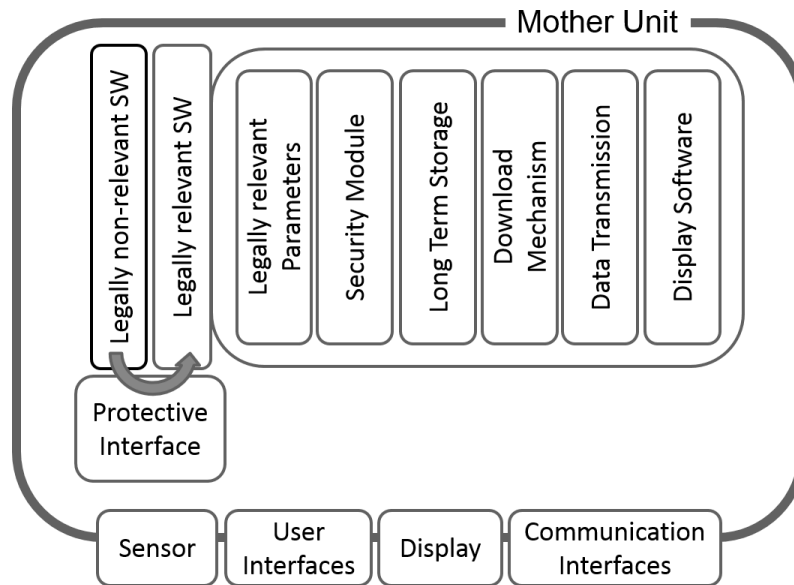 Mother Unit
Legally non-relevant SW
Legally relevant SW
Legally relevant
Parameters
Security Module
Long Term Storage
Download
Mechanism
Data Transmission
Display Software
Protective
Interface
Sensor
User
Interfaces
Display
Communication
Interfaces